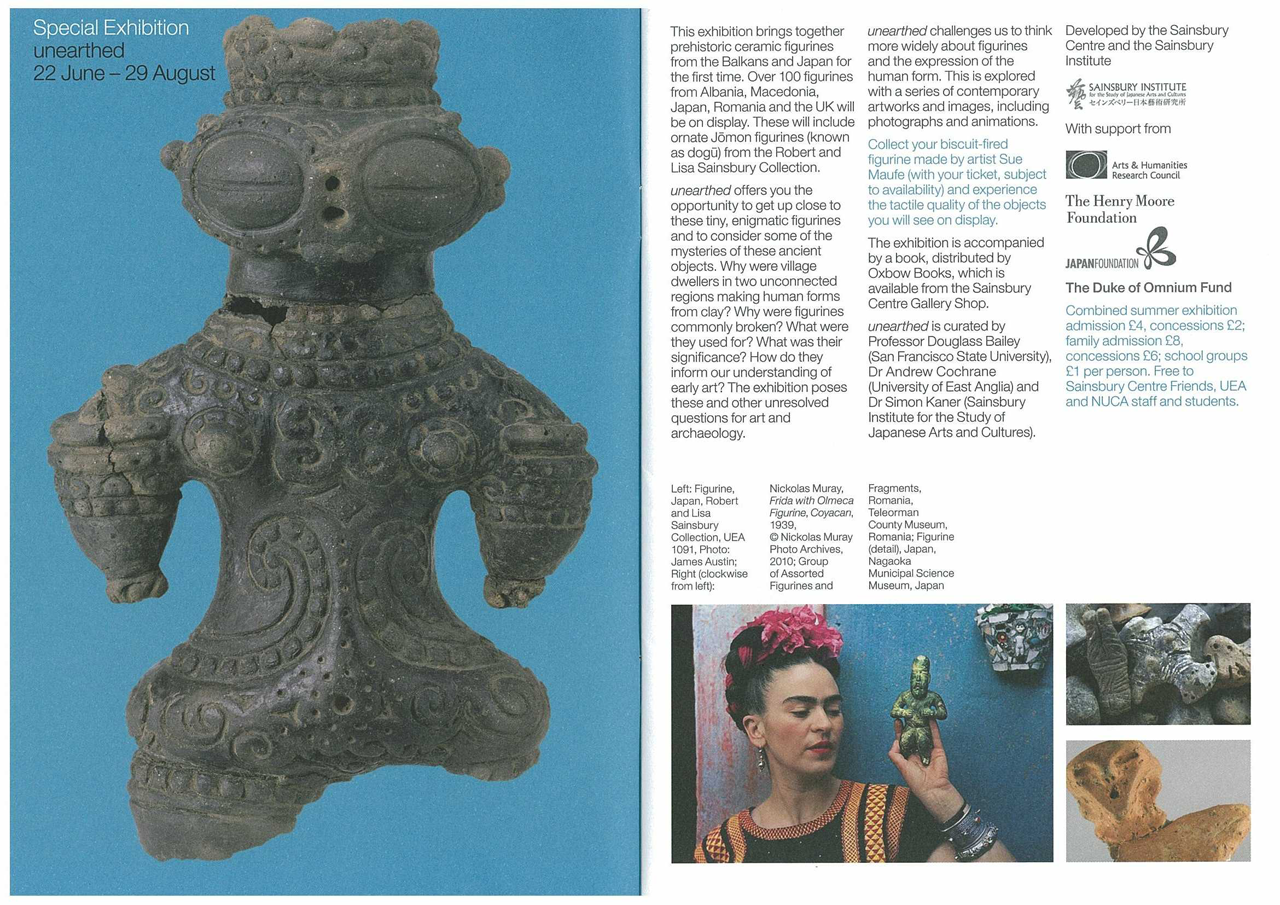 Special Exhibition
unearthed
22 June – 29 August
This exhibition brings together
prehistoric ceramic figurines
from the Balkans and Japan for
the first time. Over 100 figurines
from Albania, Macedonia,
Japan, Romania and the UK will
be on display. These will include
ornate Jōmon figurines (known
as dogū) from the Robert and
Lisa Sainsbury Collection.
unearthed offers you the
opportunity to get up close to
these tiny, enigmatic figurines
and to consider some of the
mysteries of these ancient
objects. Why were village
dwellers in two unconnected
regions making human forms
from clay? Why were figurines
commonly broken? What were
they used for? What was their
significance? How do they
inform our understanding of
early art? The exhibition poses
these and other unresolved
questions for art and
archaeology.
unearthed challenges us to think
more widely about figurines
and the expression of the
human form. This is explored
with a series of contemporary
artworks and images, including
photographs and animations.
Collect your biscuit-fired
figurine made by artist Sue
Maufe (with your ticket, subject
to availability) and experience
the tactile quality of the objects
you will see on display.
The exhibition is accompanied
by a book, distributed by
Oxbow Books, which is
available from the Sainsbury
Centre Gallery Shop.
unearthed is curated by
Professor Douglass Bailey
(San Francisco State University),
Dr Andrew Cochrane
(University of East Anglia) and
Dr Simon Kaner (Sainsbury
Institute for the Study of
Japanese Arts and Cultures).
Developed by the Sainsbury
Centre and the Sainsbury
Institute
SAINSBURY INSTITUTE
for the Study of Japanese Arts and Cultures
セインズベリー日本藝術研究所
With support from
Arts & Humanities
Research Council
The Henry Moore
Foundation
JAPANFOUNDATION
The Duke of Omnium Fund
Combined summer exhibition
admission £4, concessions £2;
family admission £8,
concessions £6; school groups
£1 per person. Free to
Sainsbury Centre Friends, UEA
and NUCA staff and students.
Left: Figurine,
Japan, Robert
and Lisa
Sainsbury
Collection, UEA
1091, Photo:
James Austin;
Right (clockwise
from left):
Nickolas Muray,
Frida with Olmeca
Figurine, Coyacan,
1939,
© Nickolas Muray
Photo Archives,
2010; Group
of Assorted
Figurines and
Fragments,
Romania,
Teleorman
County Museum,
Romania; Figurine
(detail), Japan,
Nagaoka
Municipal Science
Museum, Japan